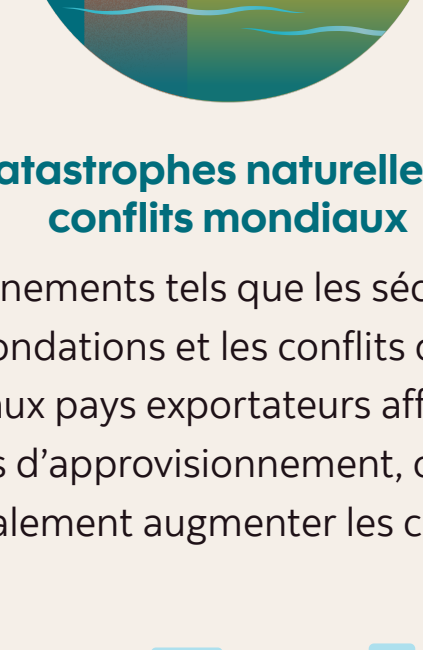 atastrophes naturelle
conflits mondiaux
nements tels que les séc
ondations et les conflits
aux pays exportateurs aff
s d’approvisionnement,
alement augmenter les c